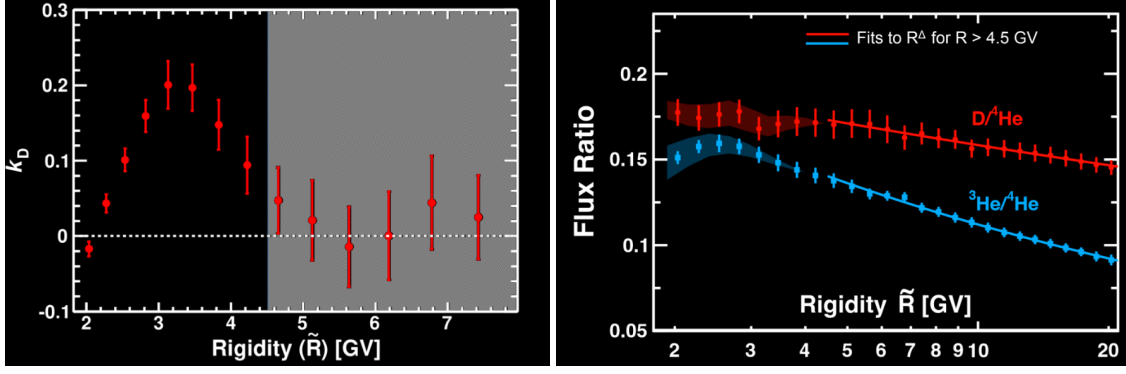 0.3
0.2
0.1
0
-0.1
k_D
2 3 4 5 6 7
Rigidity (R̃) [GV]
Fits to R^Δ for R > 4.5 GV
0.2
0.15
0.1
0.05
Flux Ratio
D/⁴He
³He/⁴He
Rigidity R̃ [GV]
2 3 4 5 6 7 8 9 10 20